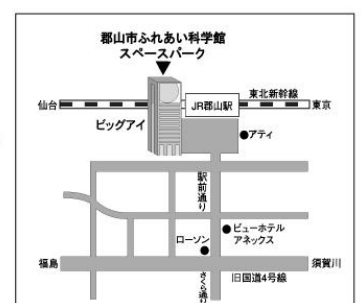 郡山市ふれあい科学館
スペースパーク
東北新幹線
仙台
JR郡山駅
東京
ビッグアイ
アティ
駅前通り
ビューホテル
アネックス
ローソン
福島
須賀川
旧国道4号線
さくら通り